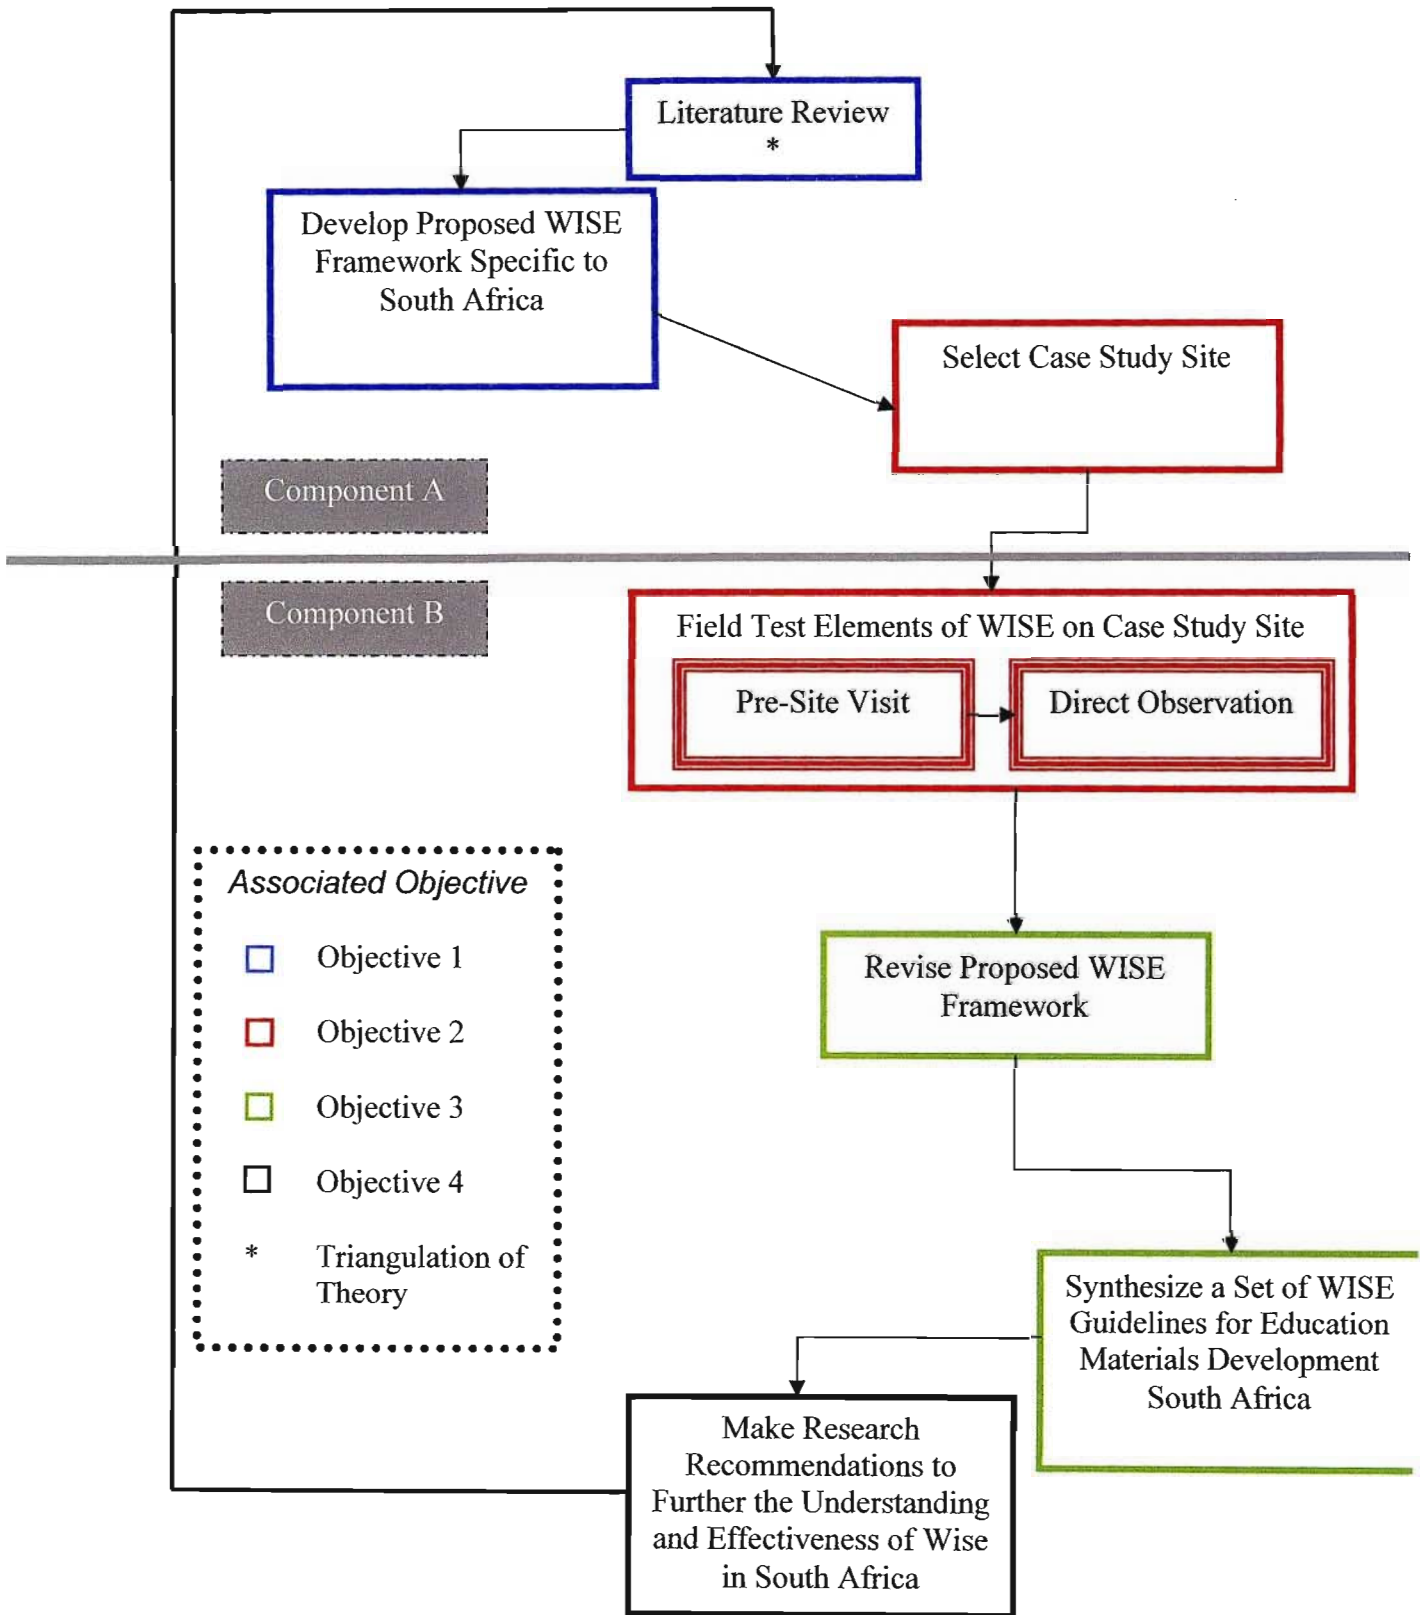 Literature Review
*
Develop Proposed WISE
Framework Specific to
South Africa
Select Case Study Site
Component A
Component B
Field Test Elements of WISE on Case Study Site
Pre-Site Visit
Direct Observation
Associated Objective
Objective 1
Objective 2
Objective 3
Objective 4
* Triangulation of
Theory
Revise Proposed WISE
Framework
Synthesize a Set of WISE
Guidelines for Education
Materials Development
South Africa
Make Research
Recommendations to
Further the Understanding
and Effectiveness of Wise
in South Africa